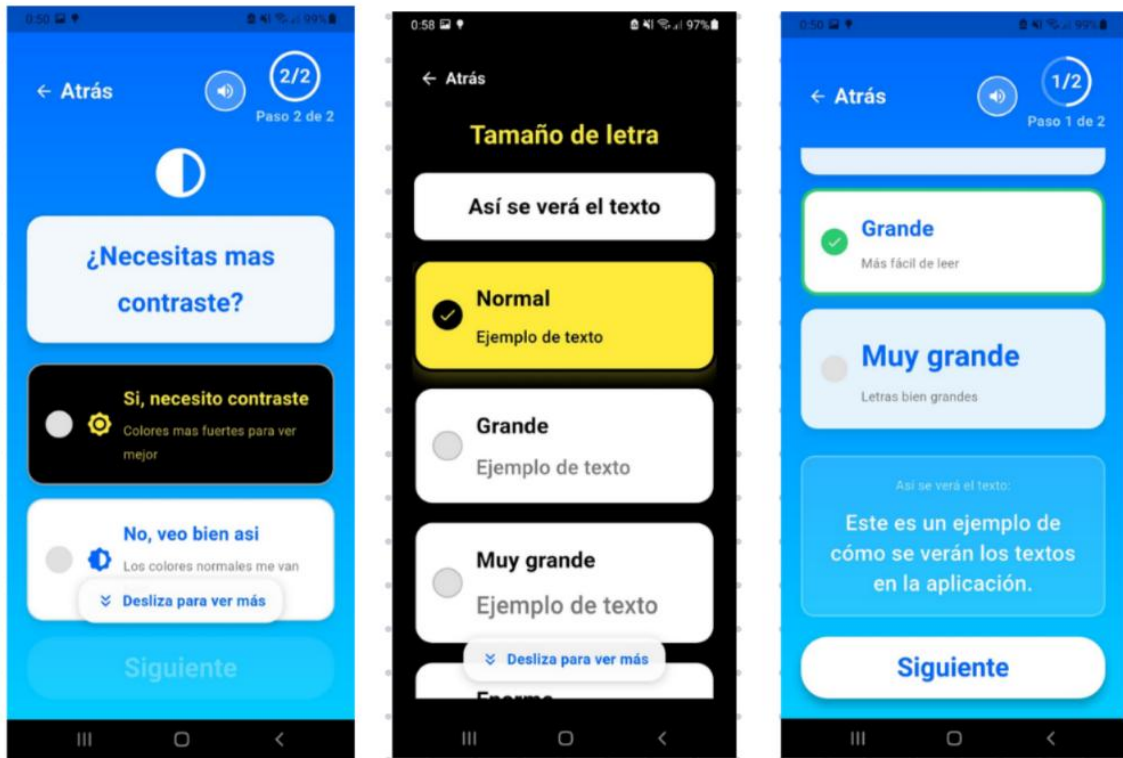 0:50
99%
← Atrás
2/2
Paso 2 de 2
¿Necesitas mas
contraste?
Si, necesito contraste
Colores mas fuertes para ver
mejor
No, veo bien asi
Los colores normales me van
Desliza para ver más
Siguiente
0:58
97%
← Atrás
Tamaño de letra
Así se verá el texto
Normal
Ejemplo de texto
Grande
Ejemplo de texto
Muy grande
Ejemplo de texto
Desliza para ver más
Enorme
0:50
99%
← Atrás
1/2
Paso 1 de 2
Grande
Más fácil de leer
Muy grande
Letras bien grandes
Así se verá el texto:
Este es un ejemplo de
cómo se verán los textos
en la aplicación.
Siguiente